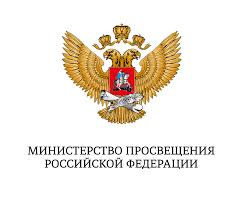 МИНИСТЕРСТВО ПРОСВЕЩЕНИЯ
РОССИЙСКОЙ ФЕДЕРАЦИИ